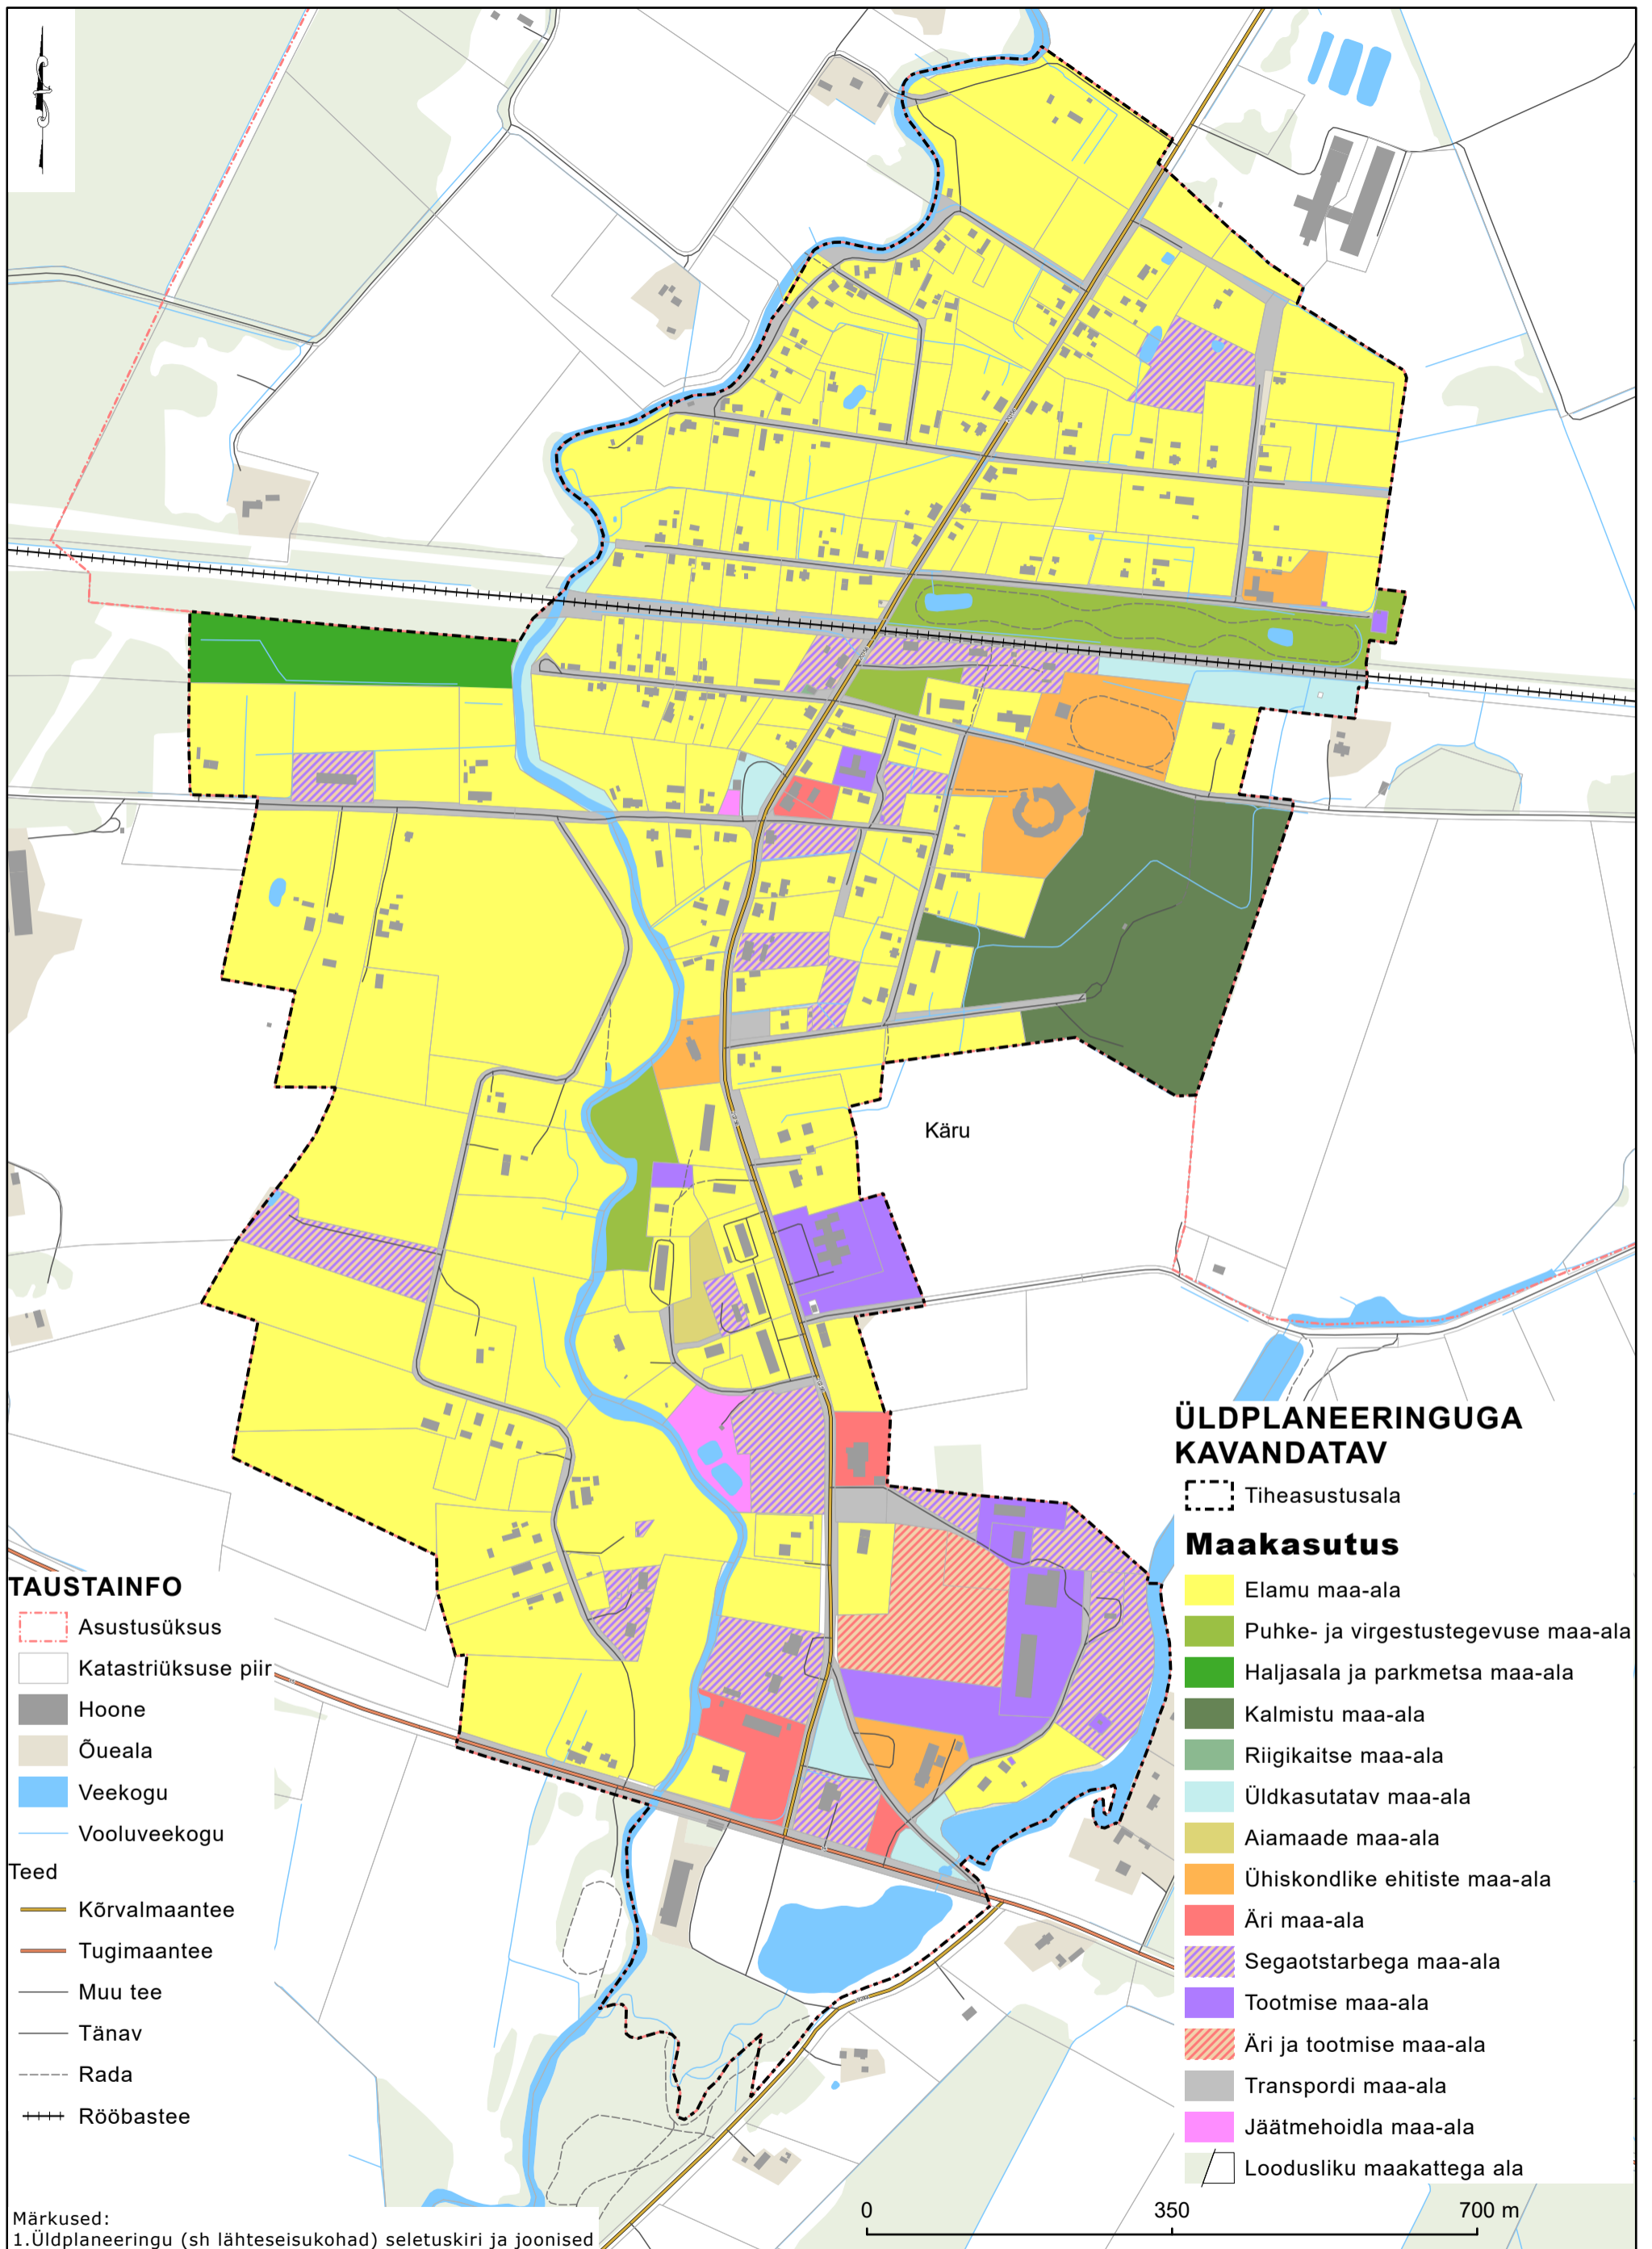 Käru
ÜLDPLANEERINGUGA
KAVANDATAV
Tiheasustusala
Maakasutus
Elamu maa-ala
Puhke- ja virgestustegevuse maa-ala
Haljasala ja parkmetsa maa-ala
Kalmistu maa-ala
Riigikaitse maa-ala
Üldkasutatav maa-ala
Aiamaade maa-ala
Ühiskondlike ehitiste maa-ala
Äri maa-ala
Segaotstarbega maa-ala
Tootmise maa-ala
Äri ja tootmise maa-ala
Transpordi maa-ala
Jäätmehoidla maa-ala
Loodusliku maakattega ala
TAUSTAINFO
Asustusüksus
Katastriüksuse piir
Hoone
Õueala
Veekogu
Vooluveekogu
Teed
Kõrvalmaantee
Tugimaantee
Muu tee
Tänav
Rada
Rööbastee
0 350 700 m
Märkused:
1.Üldplaneeringu (sh lähteseisukohad) seletuskiri ja joonised